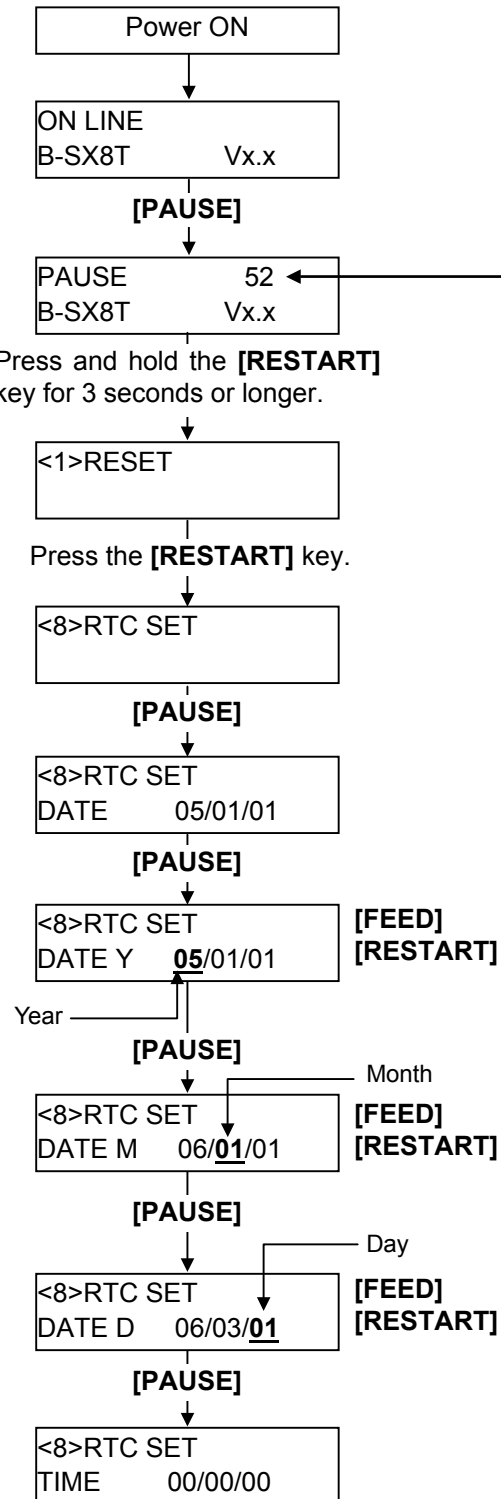 Power ON
ON LINE
B-SX8T Vx.x
[PAUSE]
PAUSE 52
B-SX8T Vx.x
Press and hold the [RESTART]
key for 3 seconds or longer.
<1>RESET
Press the [RESTART] key.
<8>RTC SET
[PAUSE]
<8>RTC SET
DATE 05/01/01
[PAUSE]
<8>RTC SET
DATE Y 05/01/01
[FEED]
[RESTART]
Year
[PAUSE]
Month
<8>RTC SET
DATE M 06/01/01
[FEED]
[RESTART]
[PAUSE]
Day
<8>RTC SET
DATE D 06/03/01
[FEED]
[RESTART]
[PAUSE]
<8>RTC SET
TIME 00/00/00